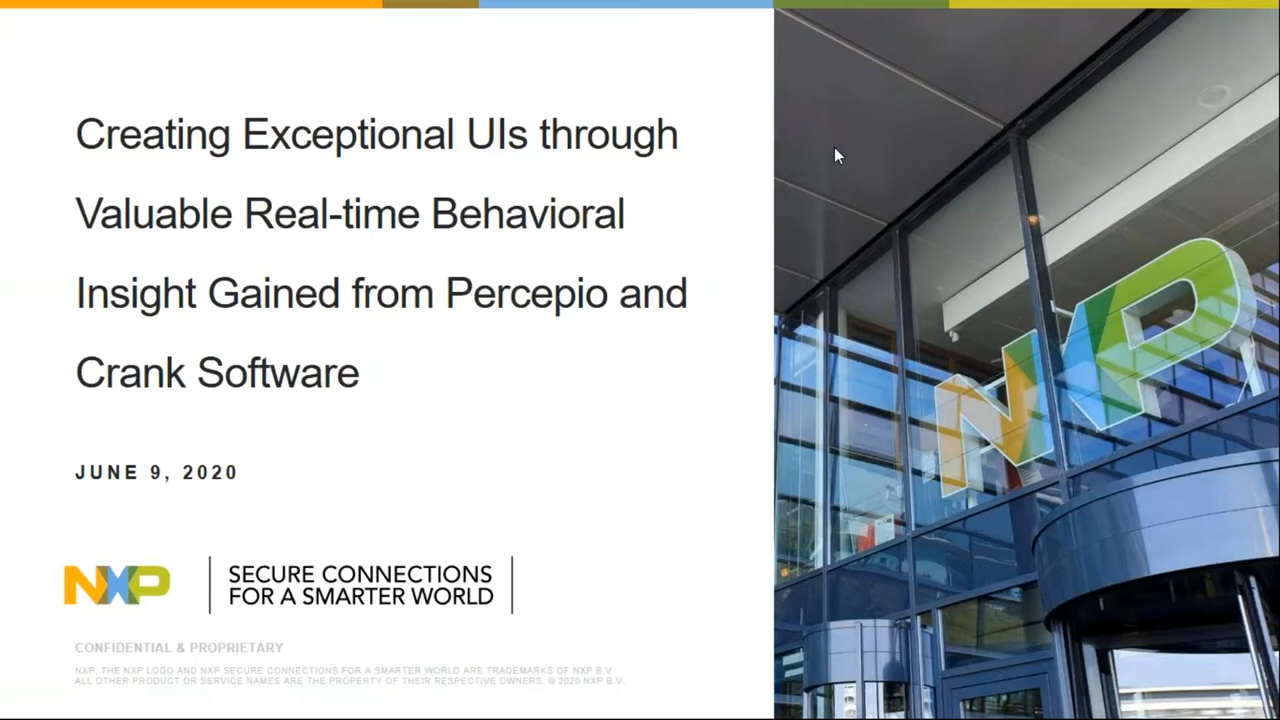 Creating Exceptional UIs through
Valuable Real-time Behavioral
Insight Gained from Percepio and
Crank Software
JUNE 9, 2020
NXP
SECURE CONNECTIONS
FOR A SMARTER WORLD
CONFIDENTIAL & PROPRIETARY
NXP, THE NXP LOGO AND NXP SECURE CONNECTIONS FOR A SMARTER WORLD ARE TRADEMARKS OF NXP B.V.
ALL OTHER PRODUCT OR SERVICE NAMES ARE THE PROPERTY OF THEIR RESPECTIVE OWNERS. © 2020 NXP B.V.
NXP